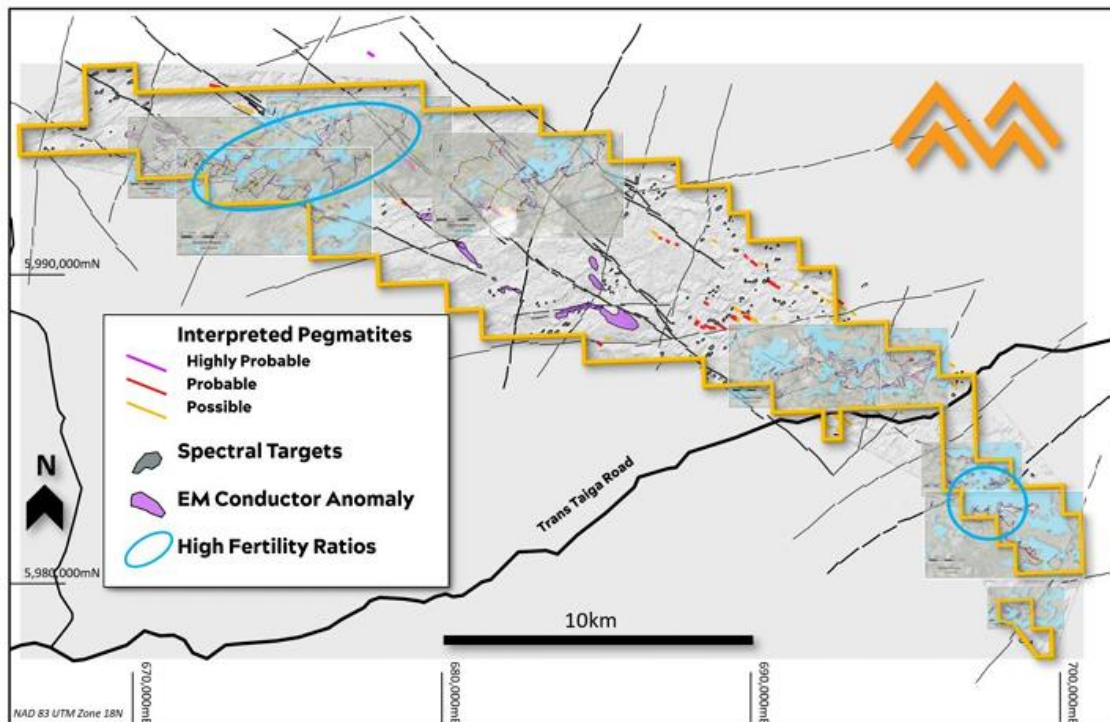 5,990,000mN
Interpreted Pegmatites
Highly Probable
Probable
Possible
Spectral Targets
EM Conductor Anomaly
High Fertility Ratios
N
Trans Taiga Road
5,980,000mN
10km
670,000mE
680,000mE
690,000mE
700,000mE
NAD 83 UTM Zone 18N